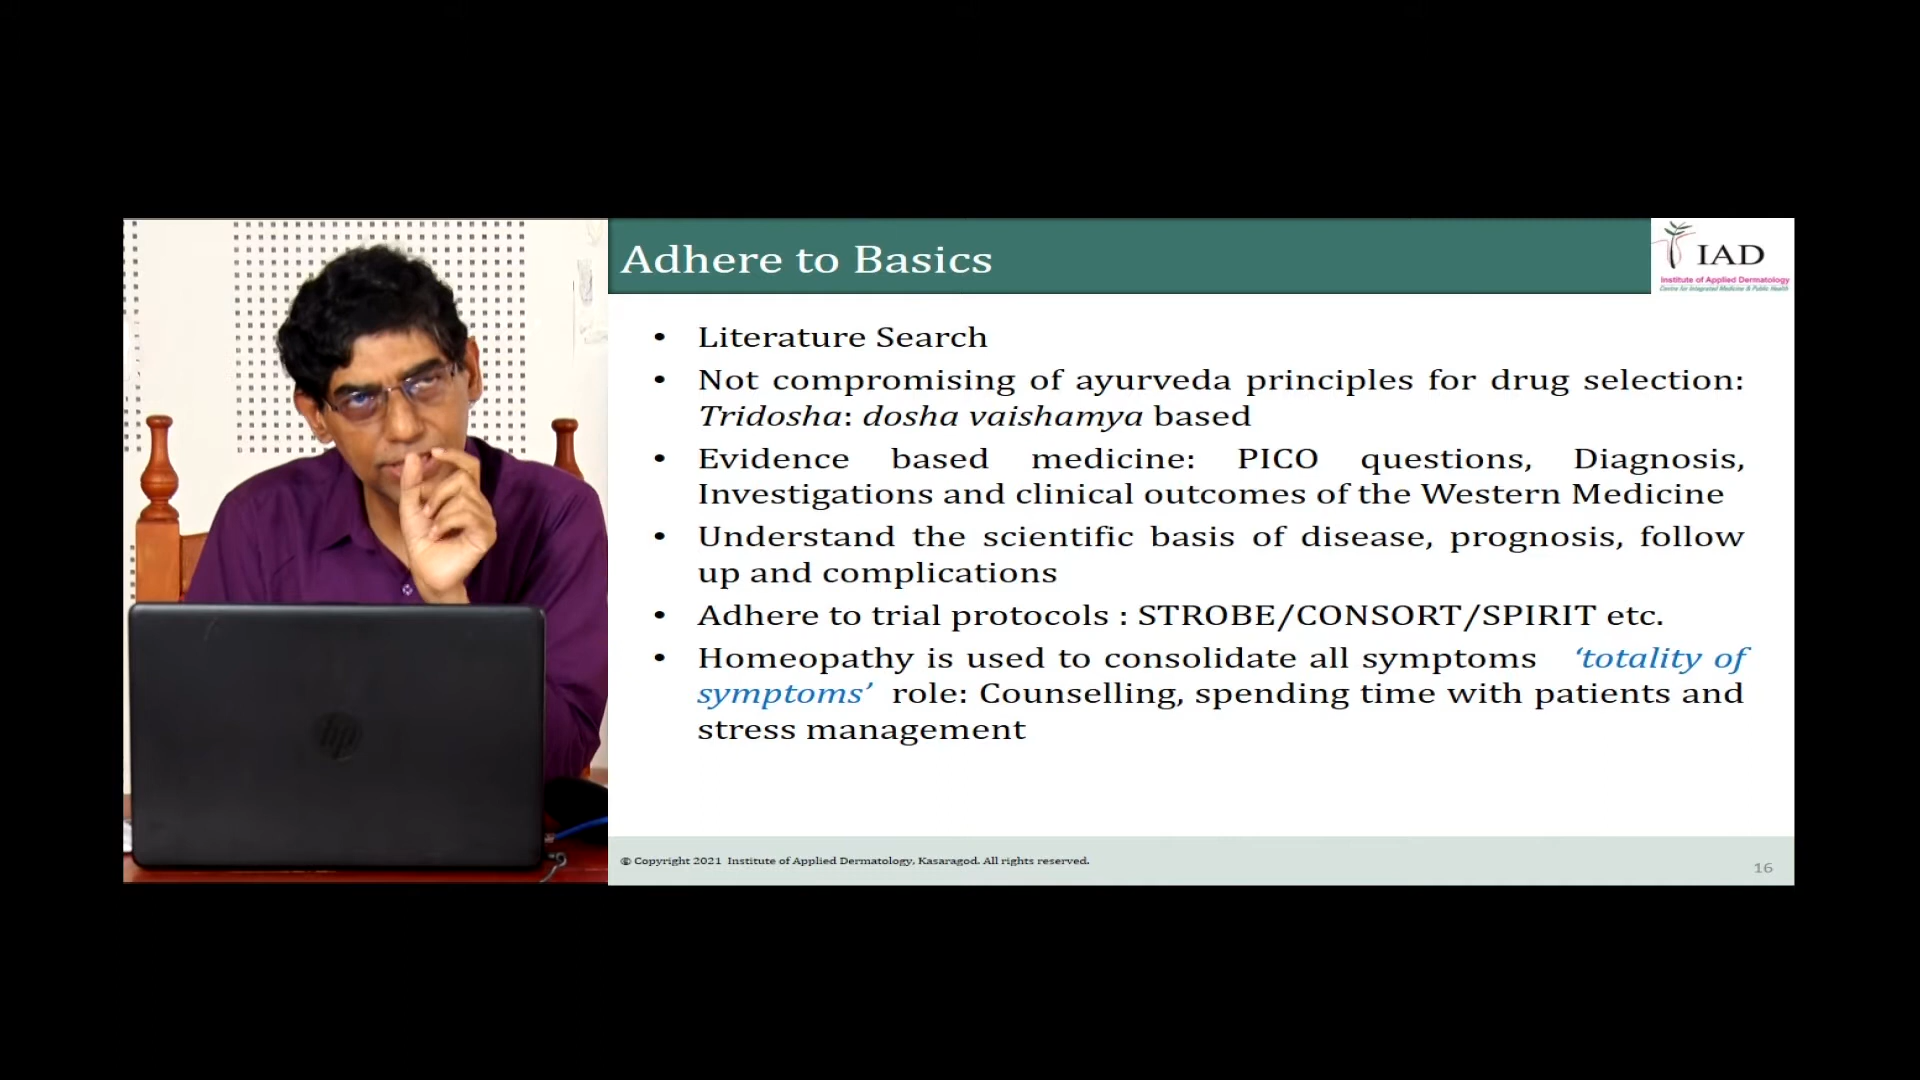 Adhere to Basics
IAD
Institute of Applied Dermatology
Centre for Integrated Medicine & Public Health
• Literature Search
• Not compromising of ayurveda principles for drug selection:
Tridosha: dosha vaishamya based
• Evidence based medicine: PICO questions, Diagnosis,
Investigations and clinical outcomes of the Western Medicine
• Understand the scientific basis of disease, prognosis, follow
up and complications
• Adhere to trial protocols : STROBE/CONSORT/SPIRIT etc.
• Homeopathy is used to consolidate all symptoms ‘totality of
symptoms’ role: Counselling, spending time with patients and
stress management
hp
© Copyright 2021 Institute of Applied Dermatology, Kasaragod. All rights reserved.
16